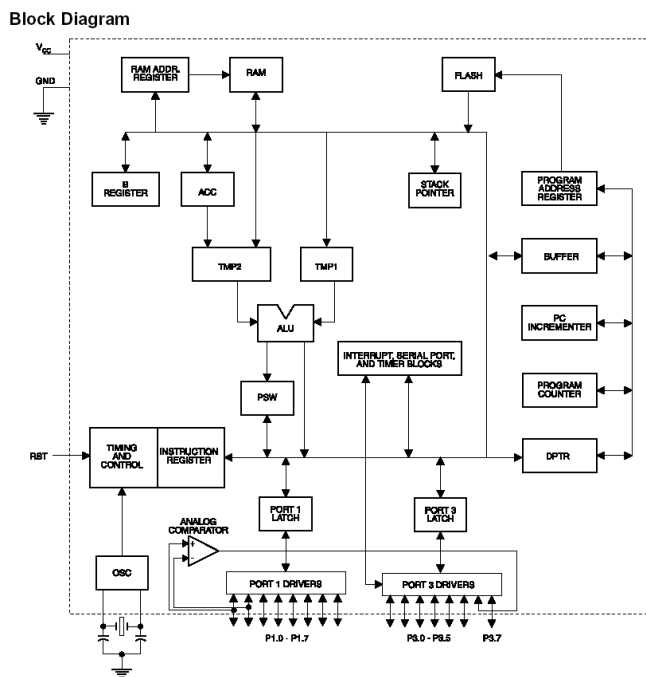 Block Diagram
VCC
GND
RAM ADDR.
REGISTER
RAM
FLASH
B
REGISTER
ACC
STACK
POINTER
PROGRAM
ADDRESS
REGISTER
TMP2
TMP1
BUFFER
ALU
PC
INCREMENTER
INTERRUPT, SERIAL PORT,
AND TIMER BLOCKS
PSW
PROGRAM
COUNTER
RST
TIMING
AND
CONTROL
INSTRUCTION
REGISTER
DPTR
PORT 1
LATCH
PORT 3
LATCH
ANALOG
COMPARATOR
+
-
OSC
PORT 1 DRIVERS
PORT 3 DRIVERS
P1.0 - P1.7
P3.0 - P3.5
P3.7